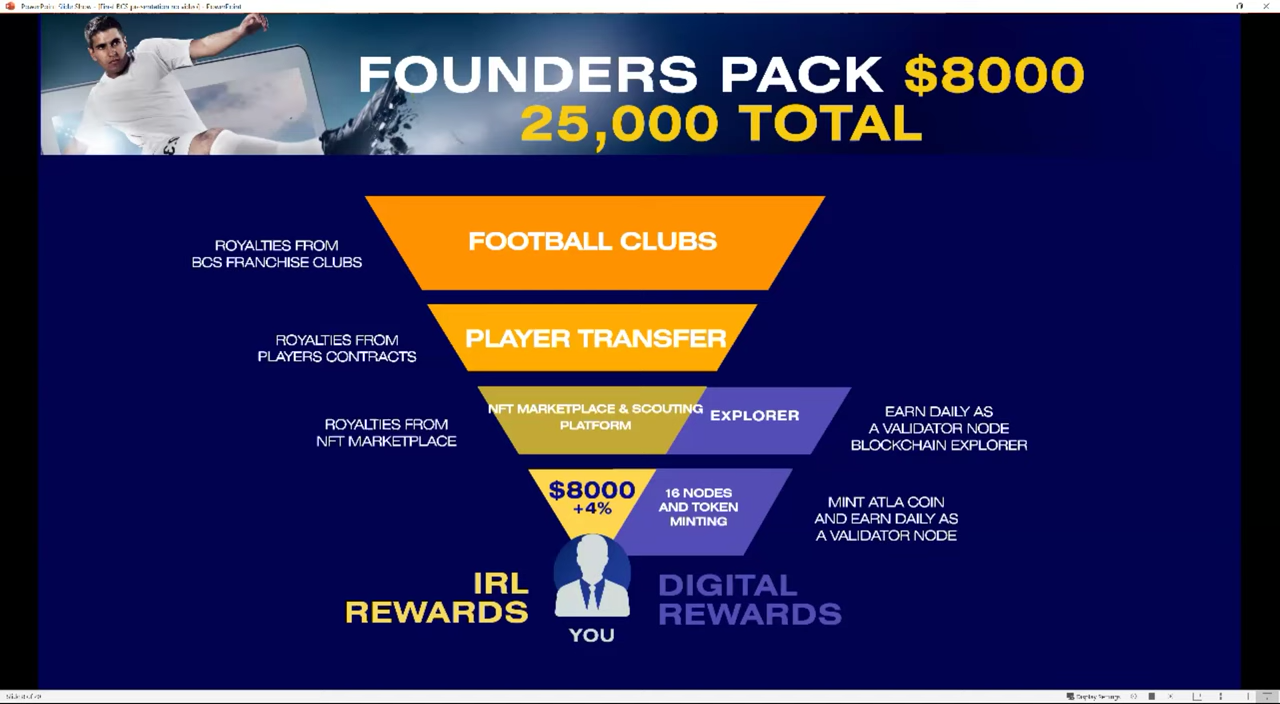 FOUNDERS PACK $8000
25,000 TOTAL
FOOTBALL CLUBS
ROYALTIES FROM
BCS FRANCHISE CLUBS
PLAYER TRANSFER
ROYALTIES FROM
PLAYERS CONTRACTS
NFT MARKETPLACE & SCOUTING
PLATFORM
EXPLORER
ROYALTIES FROM
NFT MARKETPLACE
EARN DAILY AS
A VALIDATOR NODE
BLOCKCHAIN EXPLORER
$8000
+4%
16 NODES
AND TOKEN
MINTING
MINT ATLA COIN
AND EARN DAILY AS
A VALIDATOR NODE
IRL
REWARDS
DIGITAL
REWARDS
YOU
Display Settings